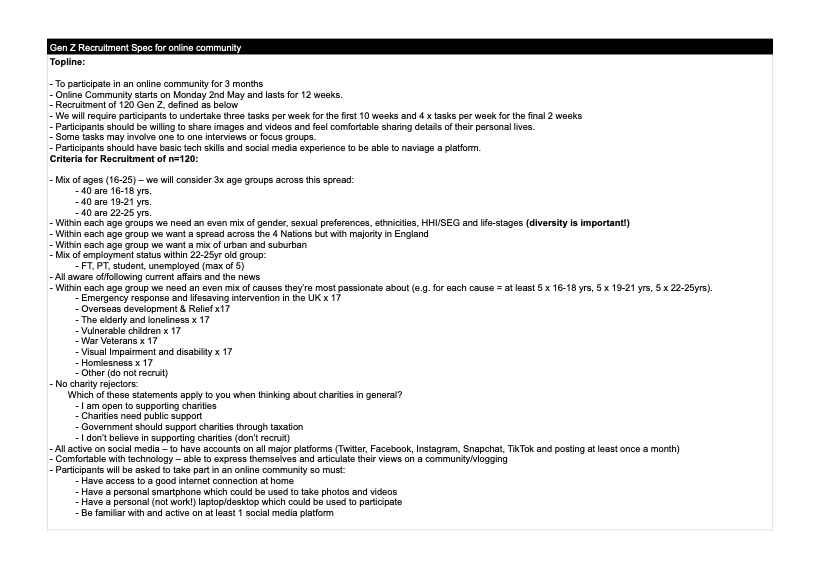 Gen Z Recruitment Spec for online community
Topline:
- To participate in an online community for 3 months
- Online Community starts on Monday 2nd May and lasts for 12 weeks.
- Recruitment of 120 Gen Z, defined as below
- We will require participants to undertake three tasks per week for the first 10 weeks and 4 x tasks per week for the final 2 weeks
- Participants should be willing to share images and videos and feel comfortable sharing details of their personal lives.
- Some tasks may involve one to one interviews or focus groups.
- Participants should have basic tech skills and social media experience to be able to naviage a platform.
Criteria for Recruitment of n=120:
- Mix of ages (16-25) – we will consider 3x age groups across this spread:
- 40 are 16-18 yrs.
- 40 are 19-21 yrs.
- 40 are 22-25 yrs.
- Within each age groups we need an even mix of gender, sexual preferences, ethnicities, HHI/SEG and life-stages (diversity is important!)
- Within each age group we want a spread across the 4 Nations but with majority in England
- Within each age group we want a mix of urban and suburban
- Mix of employment status within 22-25yr old group:
- FT, PT, student, unemployed (max of 5)
- All aware of/following current affairs and the news
- Within each age group we need an even mix of causes they're most passionate about (e.g. for each cause = at least 5 x 16-18 yrs, 5 x 19-21 yrs, 5 x 22-25yrs).
- Emergency response and lifesaving intervention in the UK x 17
- Overseas development & Relief x17
- The elderly and loneliness x 17
- Vulnerable children x 17
- War Veterans x 17
- Visual Impairment and disability x 17
- Homlesness x 17
- Other (do not recruit)
- No charity rejectors:
Which of these statements apply to you when thinking about charities in general?
- I am open to supporting charities
- Charities need public support
- Government should support charities through taxation
- I don't believe in supporting charities (don't recruit)
- All active on social media – to have accounts on all major platforms (Twitter, Facebook, Instagram, Snapchat, TikTok and posting at least once a month)
- Comfortable with technology – able to express themselves and articulate their views on a community/vlogging
- Participants will be asked to take part in an online community so must:
- Have access to a good internet connection at home
- Have a personal smartphone which could be used to take photos and videos
- Have a personal (not work!) laptop/desktop which could be used to participate
- Be familiar with and active on at least 1 social media platform